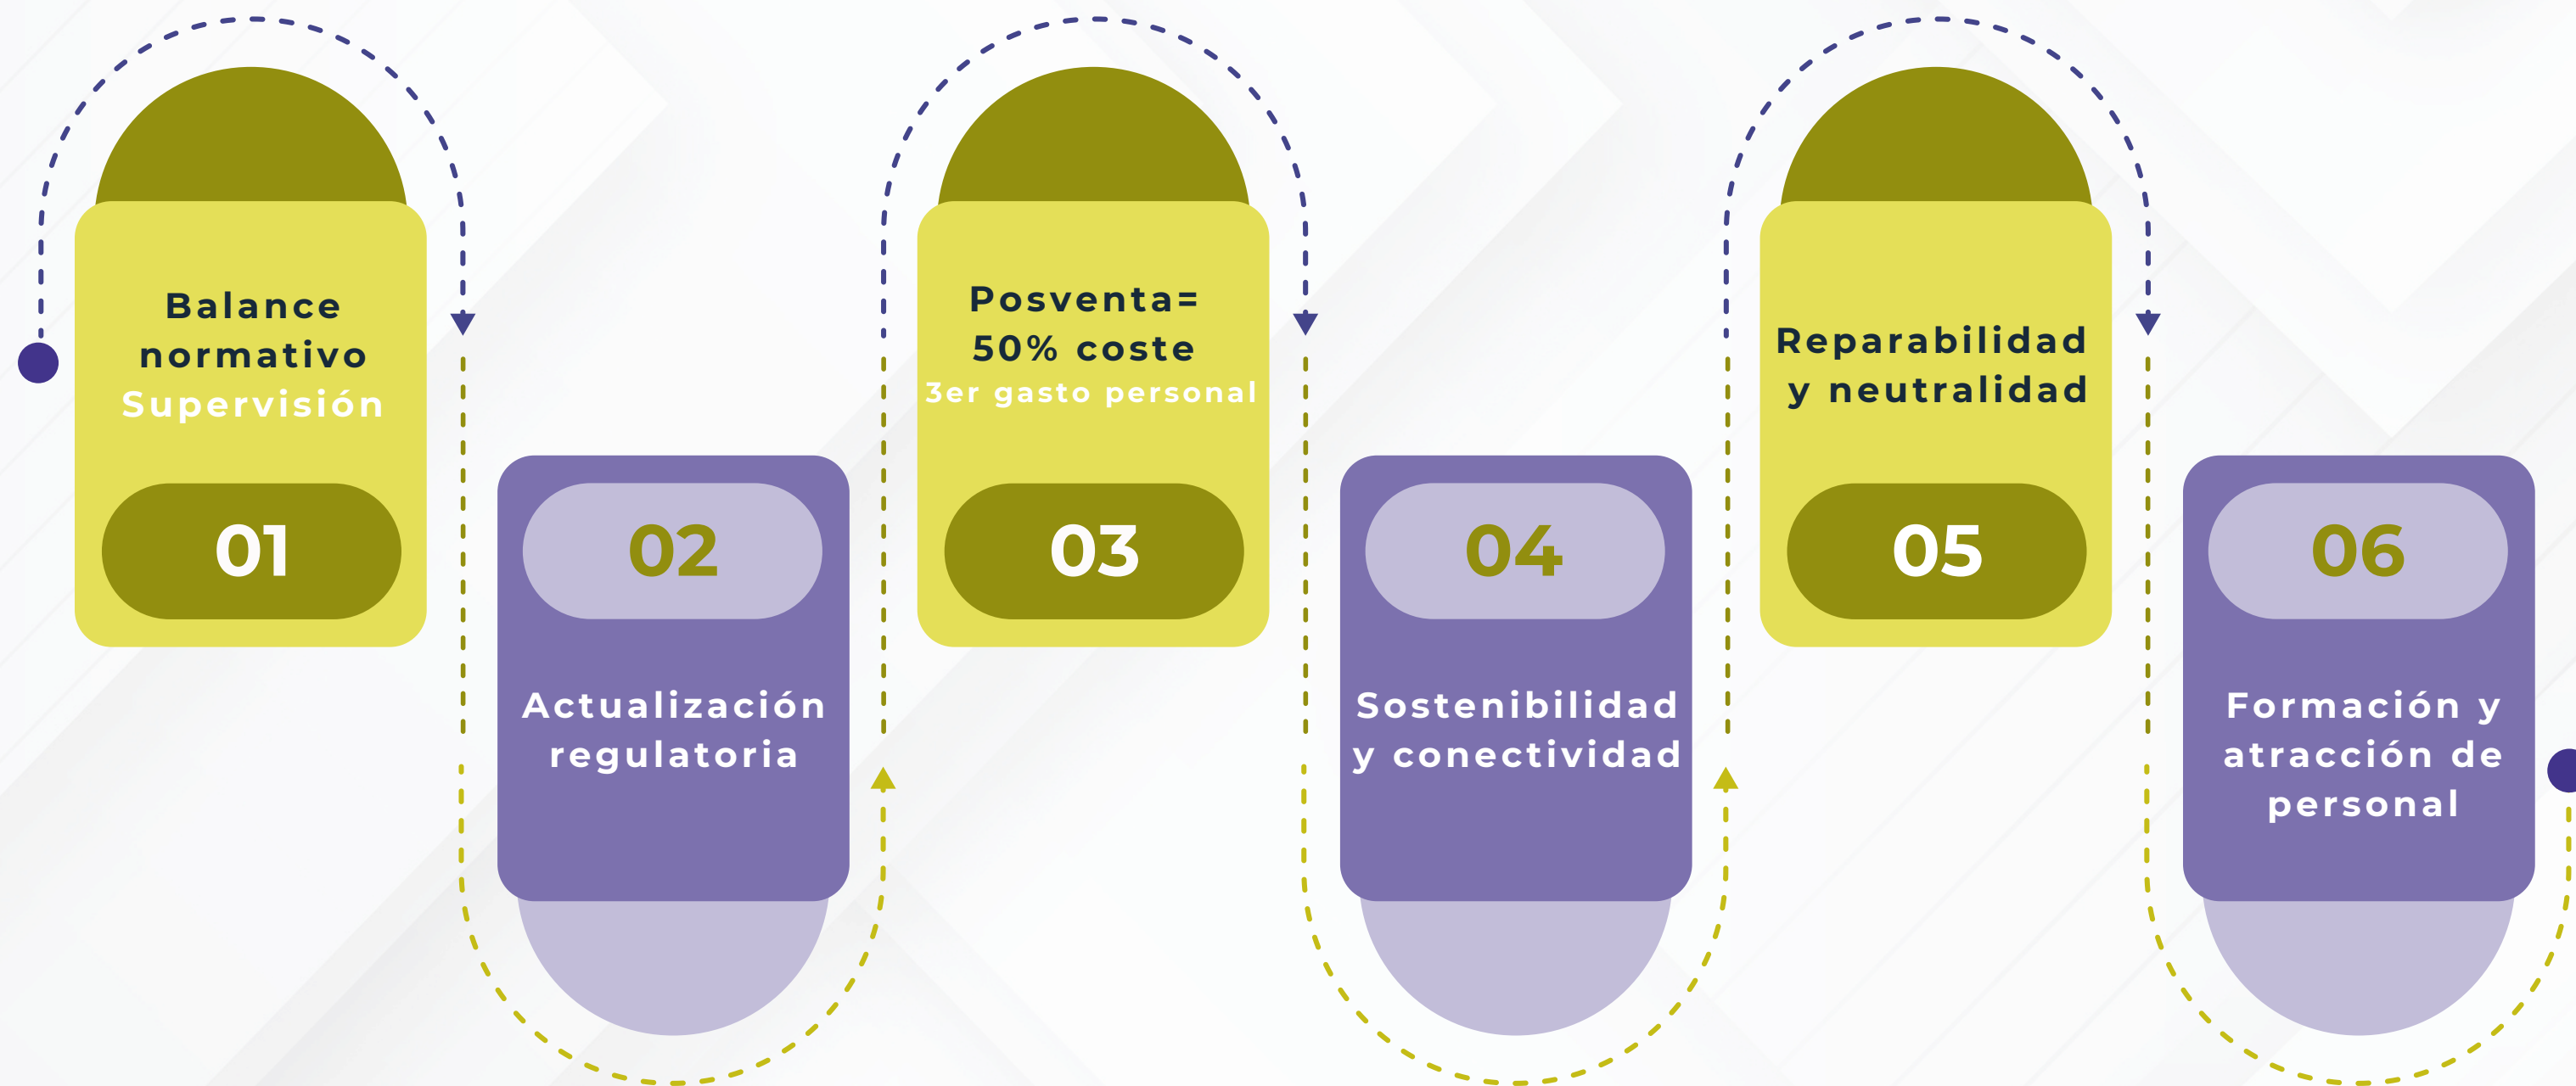 Balance
normativo
Supervisión
01
02
Actualización
regulatoria
Posventa=
50% coste
3er gasto personal
03
04
Sostenibilidad
y conectividad
Reparabilidad
y neutralidad
05
06
Formación y
atracción de
personal